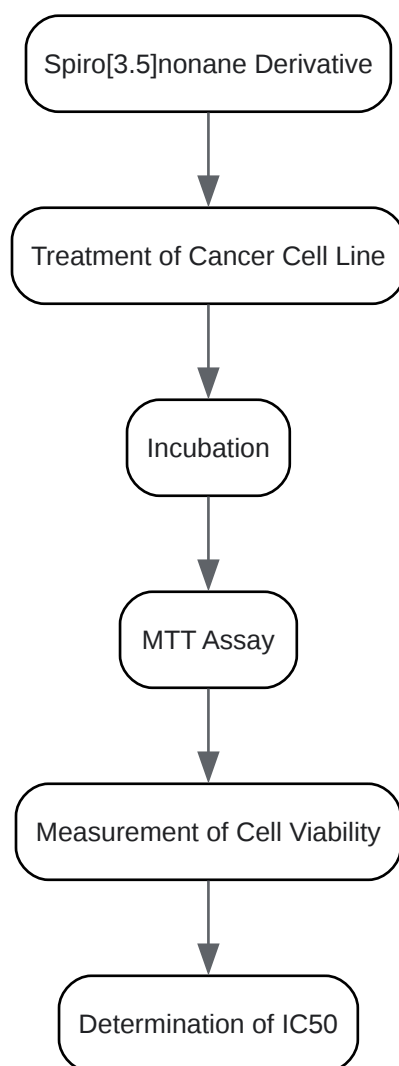 Spiro[3.5]nonane Derivative
Treatment of Cancer Cell Line
Incubation
MTT Assay
Measurement of Cell Viability
Determination of IC50